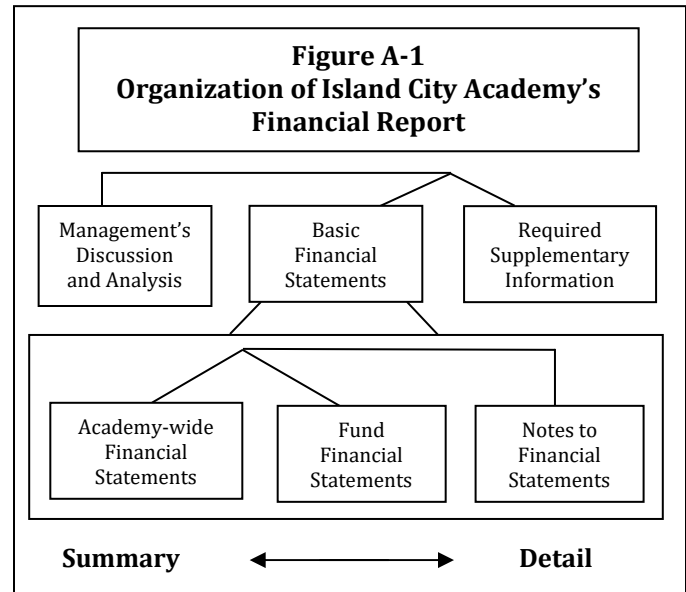 Figure A-1
Organization of Island City Academy’s
Financial Report
Management’s
Discussion
and Analysis
Basic
Financial
Statements
Required
Supplementary
Information
Academy-wide
Financial
Statements
Fund
Financial
Statements
Notes to
Financial
Statements
Summary
Detail